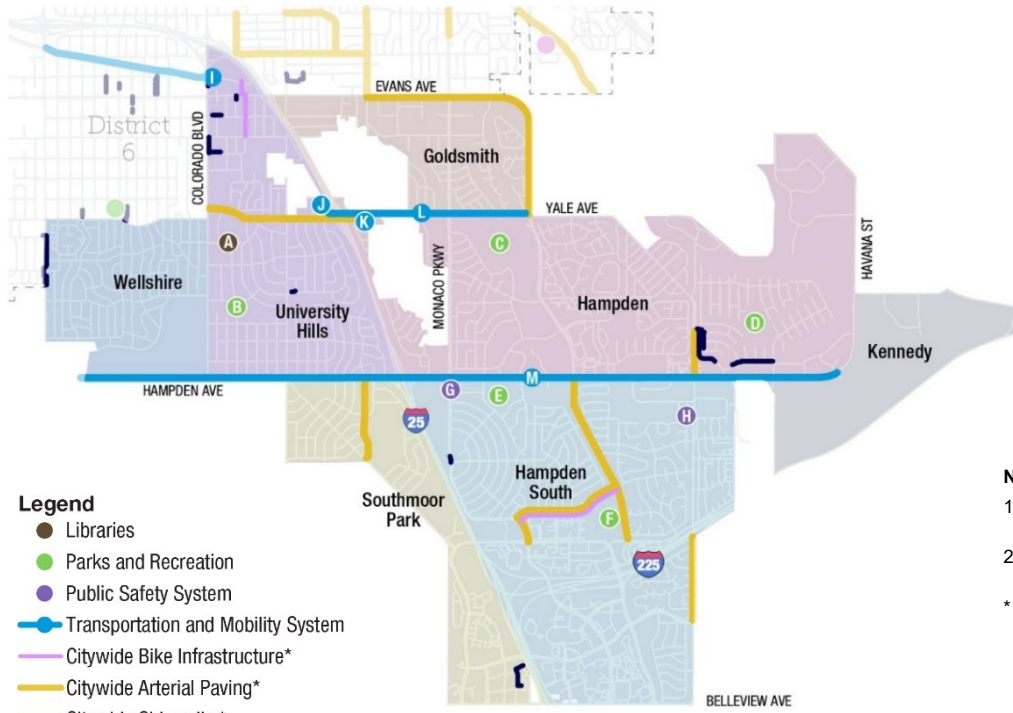 EVANS AVE
I
District
6
COLORADO BLVD
Goldsmith
J
K
L
YALE AVE
A
C
HAVANA ST
Wellshire
B
University
Hills
MONACO PKWY
Hampden
D
Kennedy
HAMPDEN AVE
M
G
E
H
25
Hampden
South
Southmoor
Park
F
225
BELLEVIEW AVE
Legend
Libraries
Parks and Recreation
Public Safety System
Transportation and Mobility System
Citywide Bike Infrastructure*
Citywide Arterial Paving*
N
1
2
*